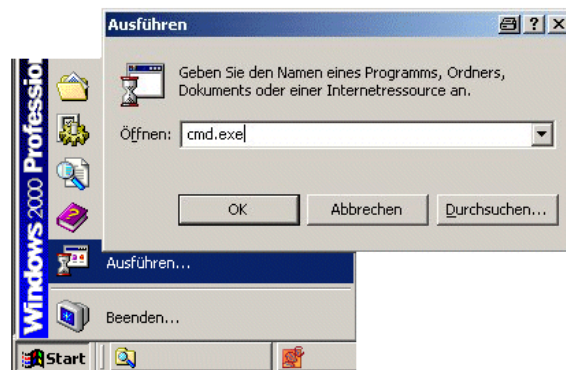 Ausführen
Geben Sie den Namen eines Programms, Ordners,
Dokuments oder einer Internetressource an.
Öffnen: cmd.exe
OK Abbrechen Durchsuchen...
Windows 2000 Professio
Ausführen...
Beenden...
Start